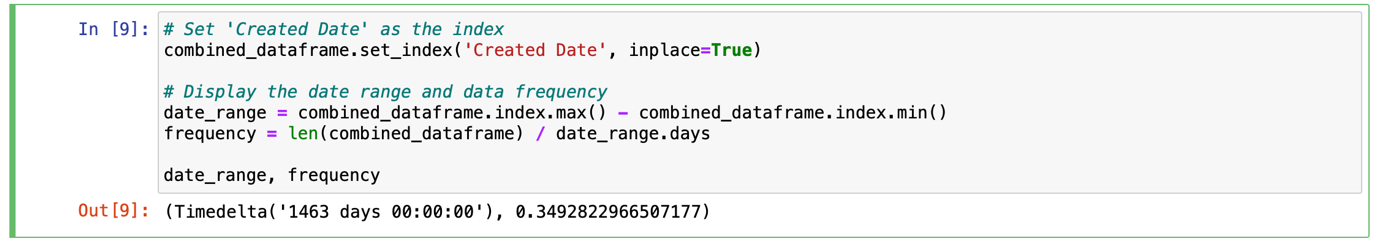 In [9]: # Set 'Created Date' as the index
combined_dataframe.set_index('Created Date', inplace=True)
# Display the date range and data frequency
date_range = combined_dataframe.index.max() - combined_dataframe.index.min()
frequency = len(combined_dataframe) / date_range.days
date_range, frequency
Out[9]: (Timedelta('1463 days 00:00:00'), 0.3492822966507177)